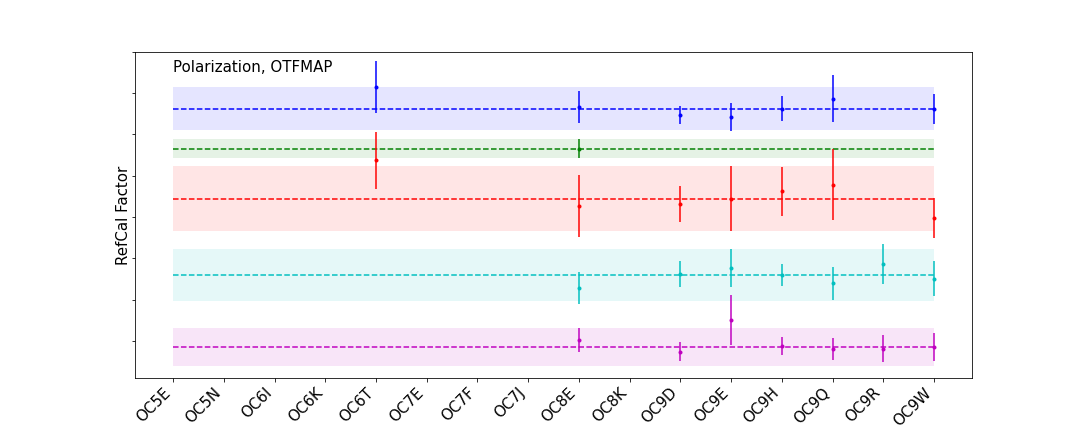 Polarization, OTFMAP
RefCal Factor
OC5E
OC5N
OC6I
OC6K
OC6T
OC7E
OC7F
OC7J
OC8E
OC8K
OC9D
OC9E
OC9H
OC9Q
OC9R
OC9W